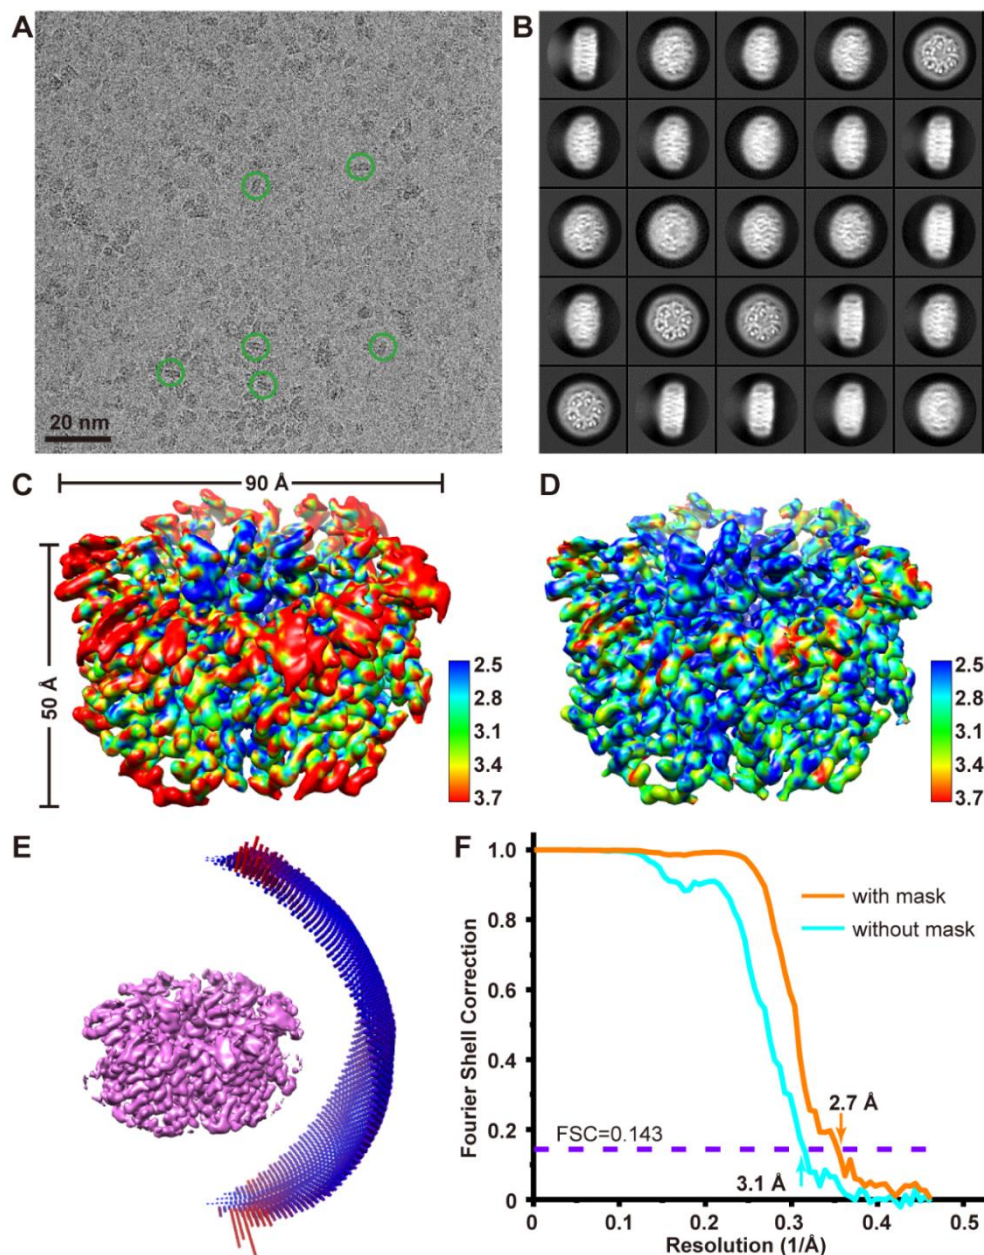 A
B
20 nm
C
90 Å
D
50 Å
2.5
2.8
3.1
3.4
3.7
2.5
2.8
3.1
3.4
3.7
E
F
1.0
0.8
0.6
0.4
0.2
0
Fourier Shell Correction
with mask
without mask
2.7 Å
FSC=0.143
3.1 Å
0
0.1
0.2
0.3
0.4
0.5
Resolution (1/Å)